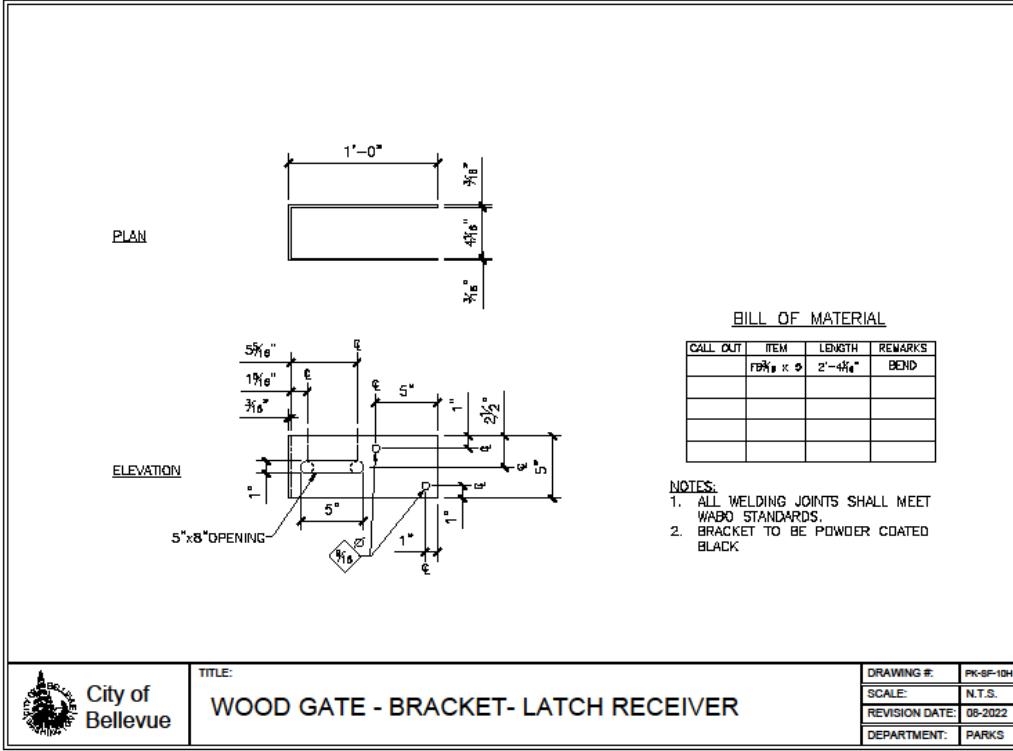 1'-0"
3/16"
PLAN
4 1/16"
3/16"
BILL OF MATERIAL
CALL OUT ITEM LENGTH REMARKS
FB3/16 x 5 2'-4 1/16" BEND
5 5/16"
1 5/16"
3/16"
5"
1"
2 1/2"
5"
ELEVATION
1"
5"
1"
1"
5"x8"OPENING
9/16 Ø
NOTES:
1. ALL WELDING JOINTS SHALL MEET
WABO STANDARDS.
2. BRACKET TO BE POWDER COATED
BLACK
City of
Bellevue
TITLE:
WOOD GATE - BRACKET- LATCH RECEIVER
DRAWING #: PK-SF-10H
SCALE: N.T.S.
REVISION DATE: 08-2022
DEPARTMENT: PARKS